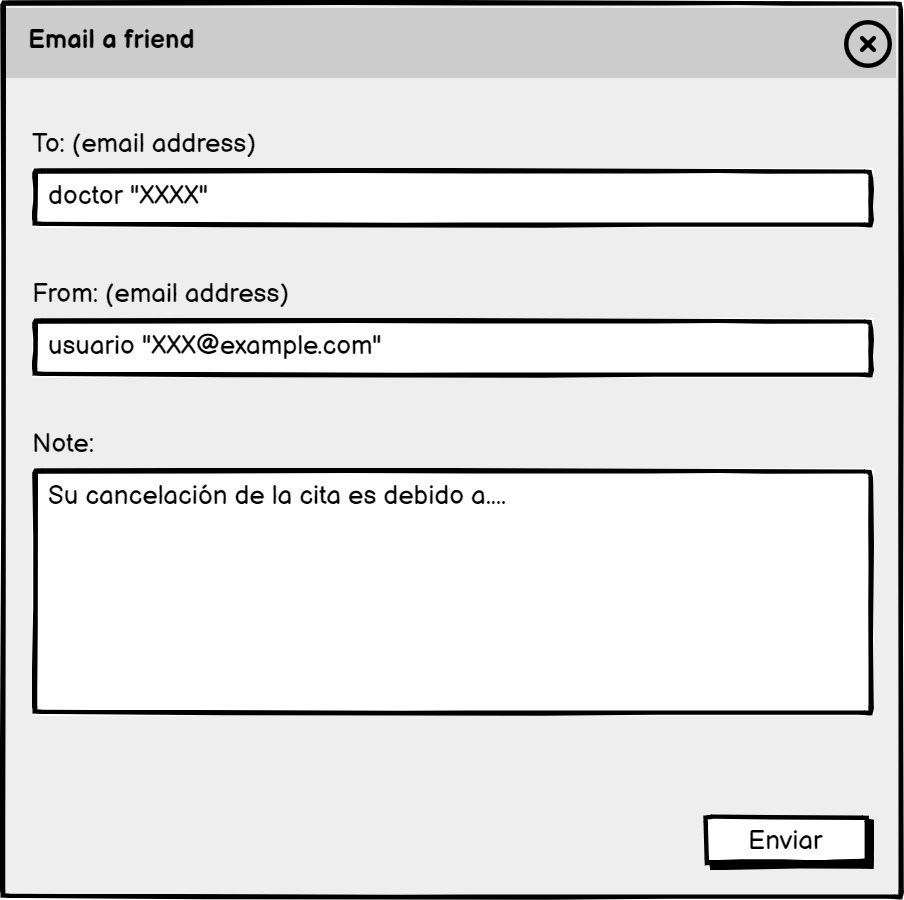 Email a friend
To: (email address)
doctor "XXXX"
From: (email address)
usuario "XXX@example.com"
Note:
Su cancelación de la cita es debido a....
Enviar